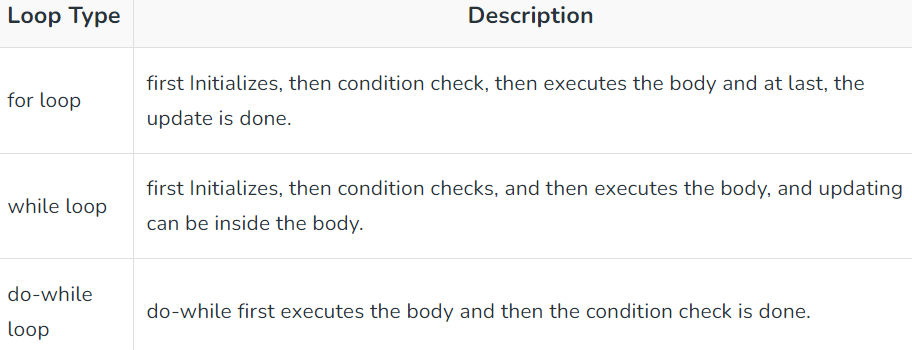 Loop Type Description
for loop
first Initializes, then condition check, then executes the body and at last, the
update is done.
while loop
first Initializes, then condition checks, and then executes the body, and updating
can be inside the body.
do-while
loop
do-while first executes the body and then the condition check is done.